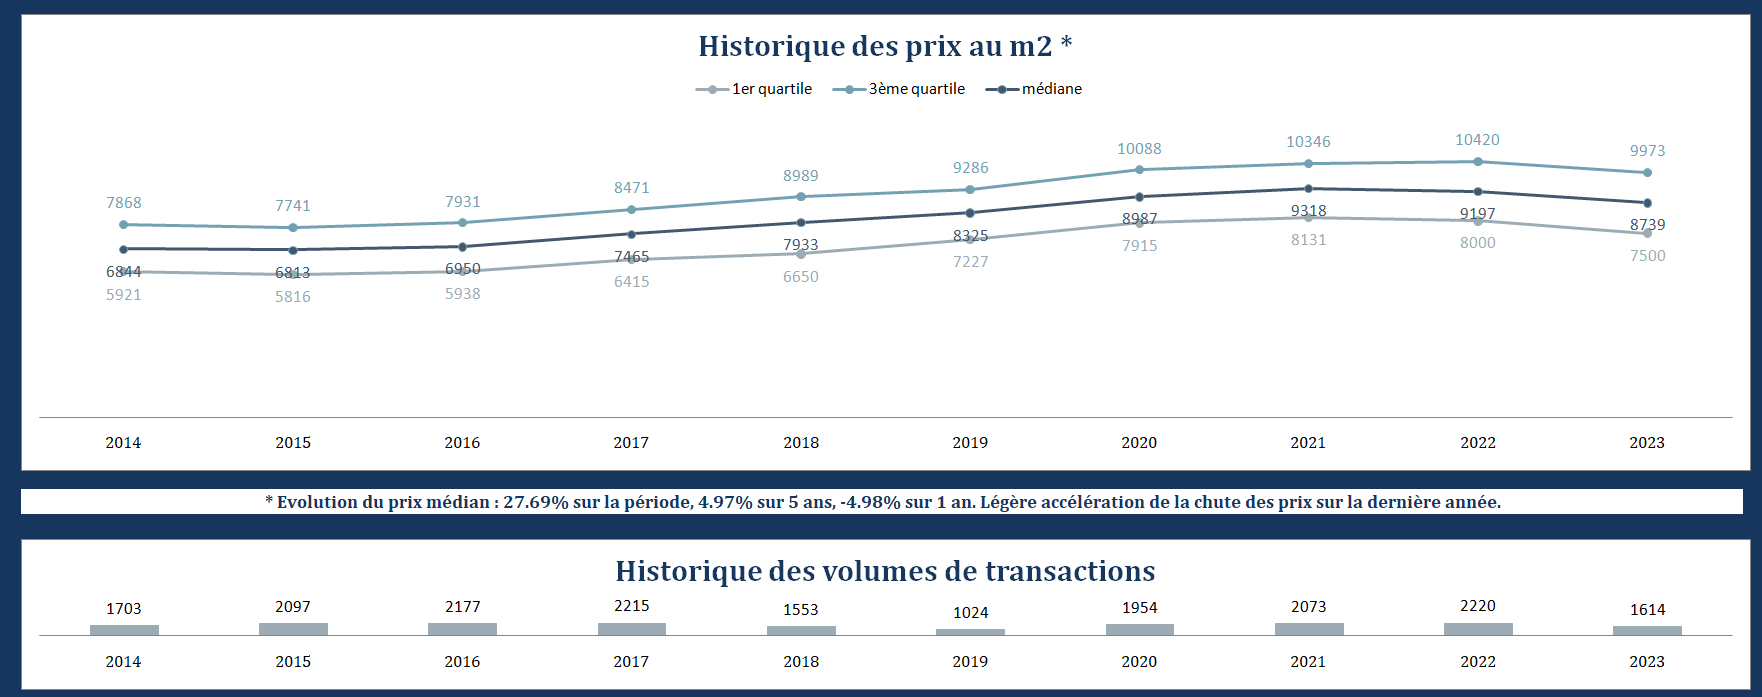 Historique des prix au m2 *
1er quartile 3ème quartile médiane
7868 7741 7931 8471 8989 9286 10088 10346 10420 9973
6844 6813 6950 7465 7933 8325 8987 9318 9197 8739
5921 5816 5938 6415 6650 7227 7915 8131 8000 7500
2014 2015 2016 2017 2018 2019 2020 2021 2022 2023
* Evolution du prix médian : 27.69% sur la période, 4.97% sur 5 ans, -4.98% sur 1 an. Légère accélération de la chute des prix sur la dernière année.
Historique des volumes de transactions
1703 2097 2177 2215 1553 1024 1954 2073 2220 1614
2014 2015 2016 2017 2018 2019 2020 2021 2022 2023